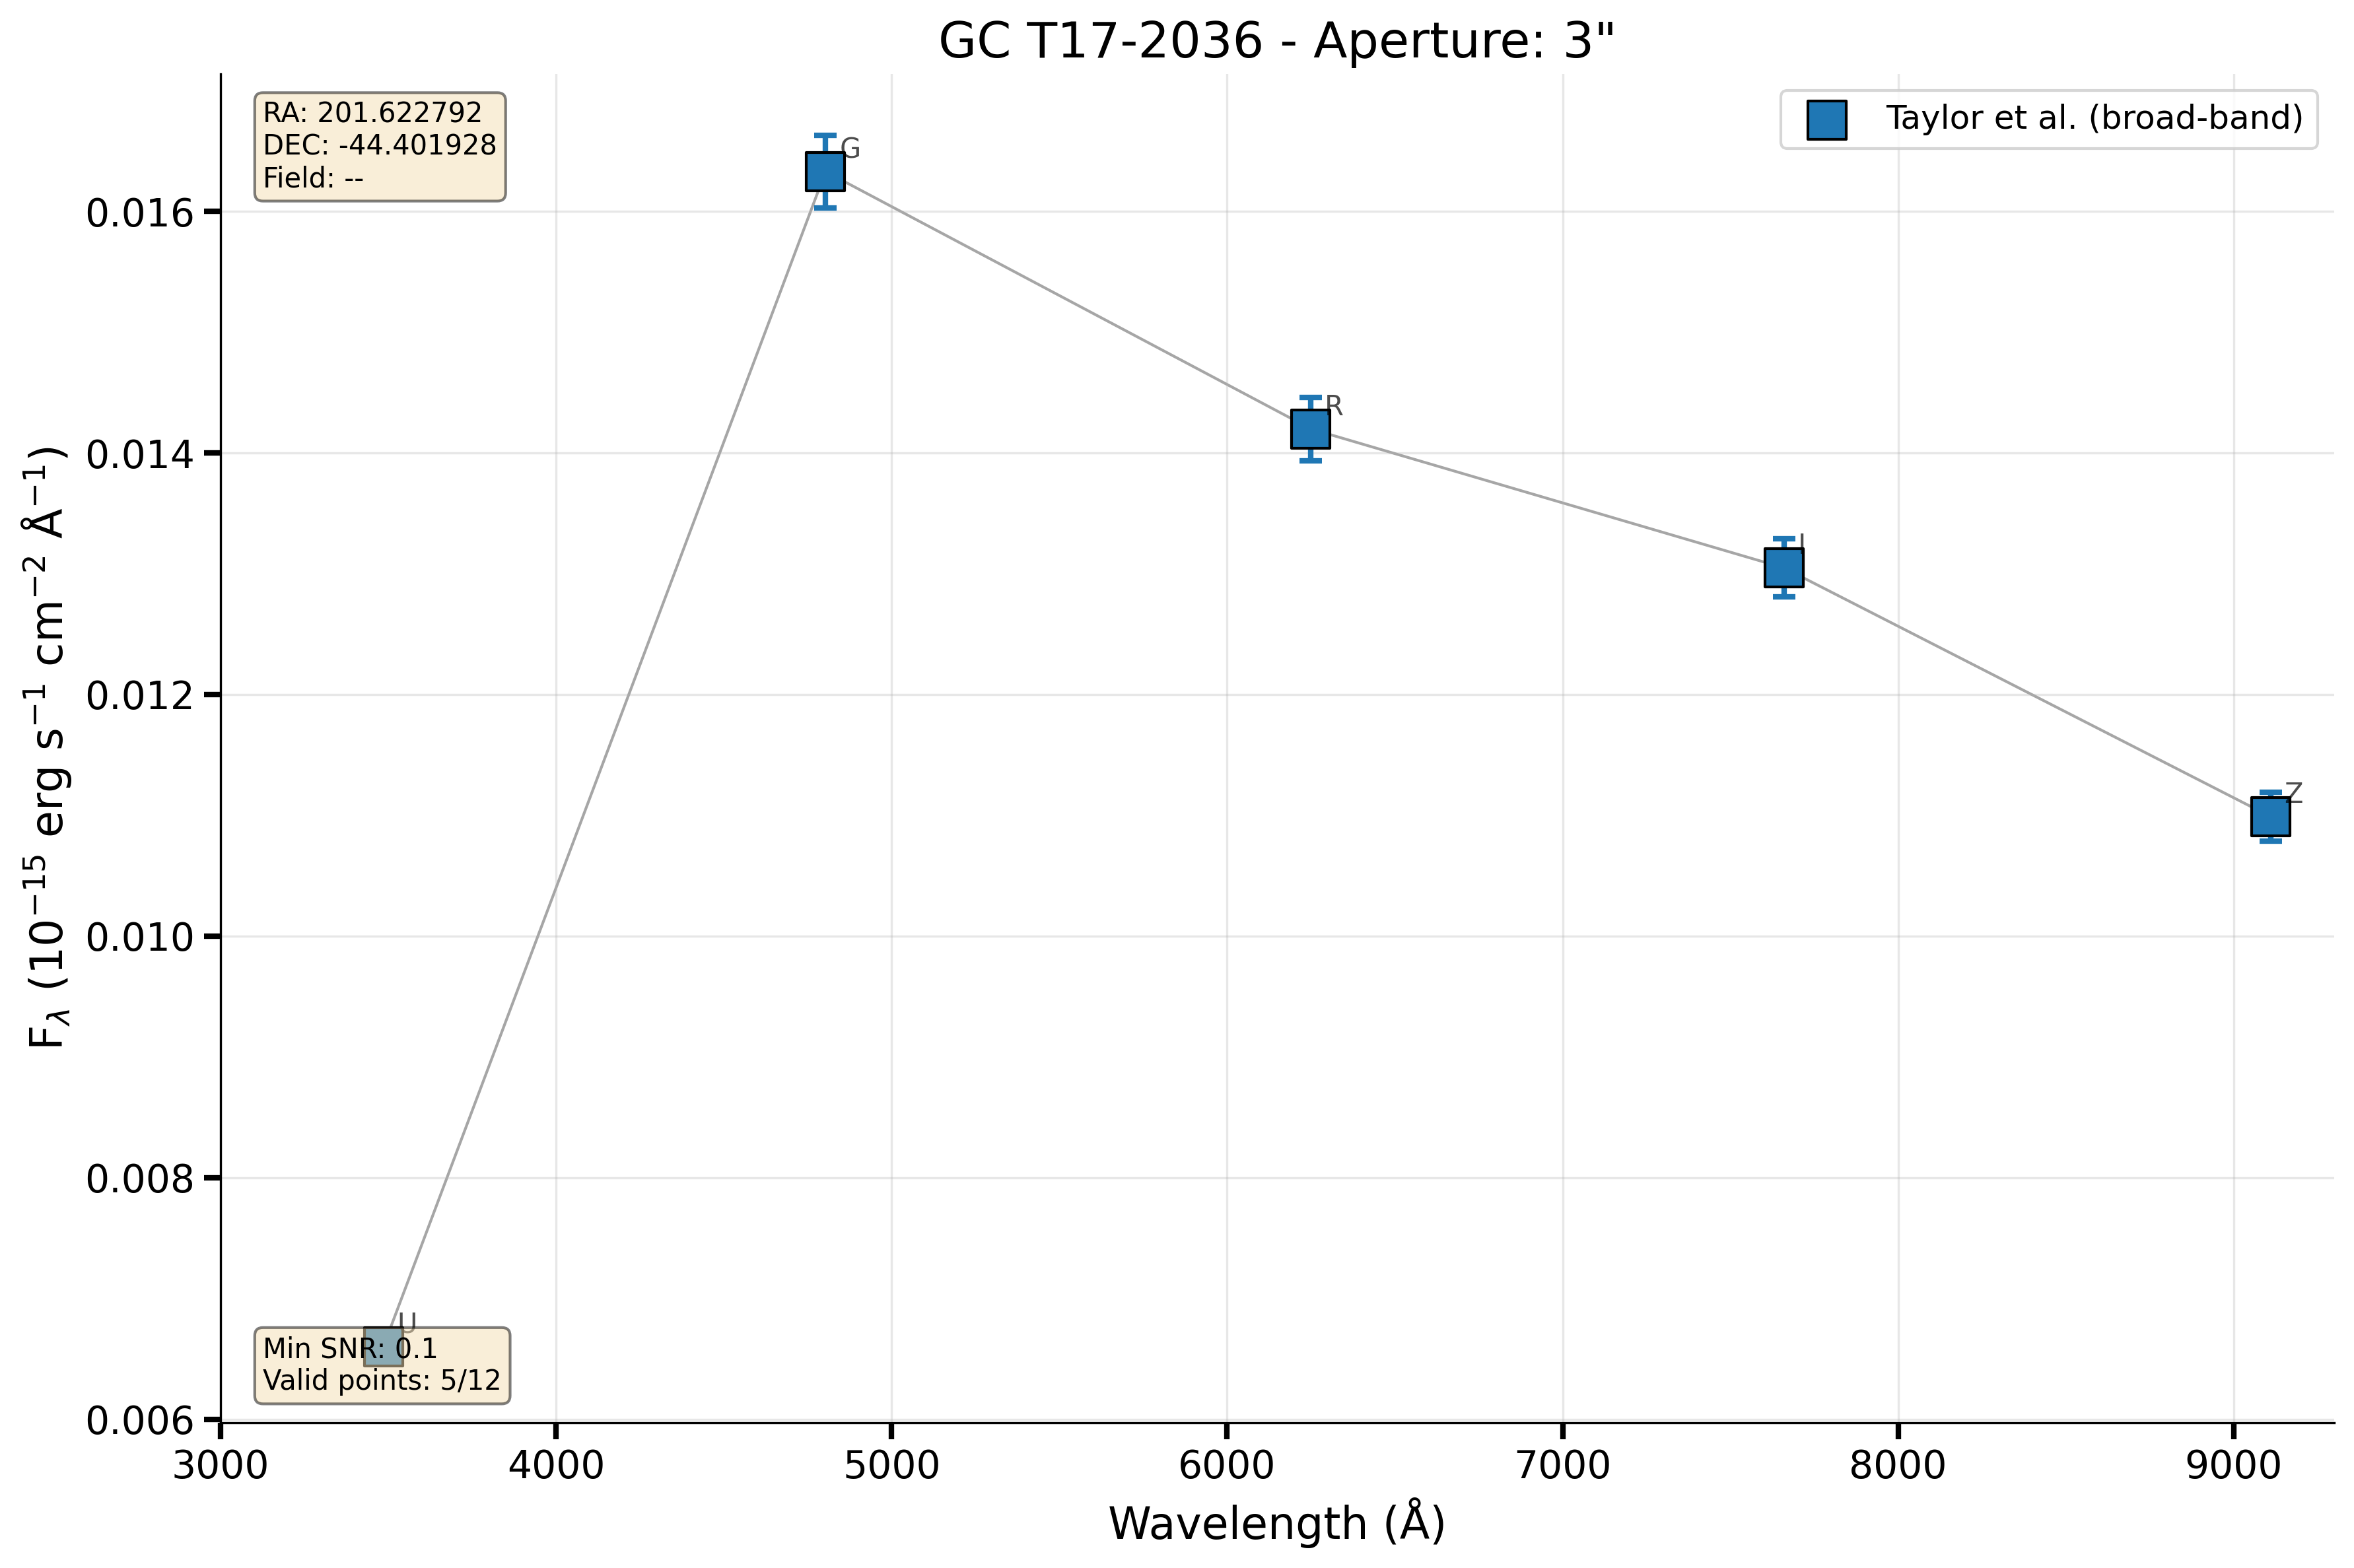 GC T17-2036 - Aperture: 3"
RA: 201.622792
DEC: -44.401928
Field: --
Taylor et al. (broad-band)
G
R
I
Z
U
Min SNR: 0.1
Valid points: 5/12
0.016
0.014
0.012
0.010
0.008
0.006
F_λ (10⁻¹⁵ erg s⁻¹ cm⁻² Å⁻¹)
3000 4000 5000 6000 7000 8000 9000
Wavelength (Å)